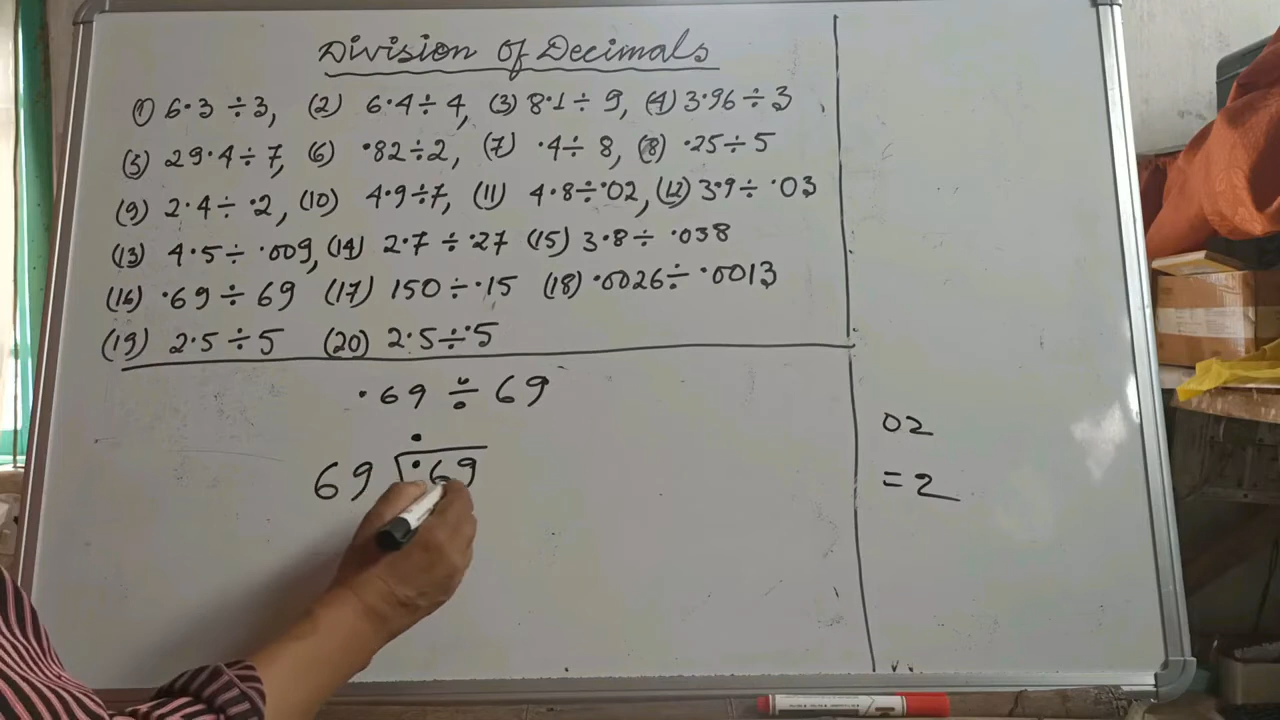 Division of Decimals
(1) 6.3 ÷ 3, (2) 6.4 ÷ 4, (3) 8.1 ÷ 9, (4) 3.96 ÷ 3
(5) 29.4 ÷ 7, (6) .82 ÷ 2, (7) .4 ÷ 8, (8) .25 ÷ 5
(9) 2.4 ÷ .2, (10) 4.9 ÷ 7, (11) 4.8 ÷ .02, (12) 3.9 ÷ .03
(13) 4.5 ÷ .009, (14) 2.7 ÷ .27 (15) 3.8 ÷ .038
(16) .69 ÷ 69 (17) 150 ÷ .15 (18) .0026 ÷ .0013
(19) 2.5 ÷ 5 (20) 2.5 ÷ .5
.69 ÷ 69
.
69 .69
02
= 2